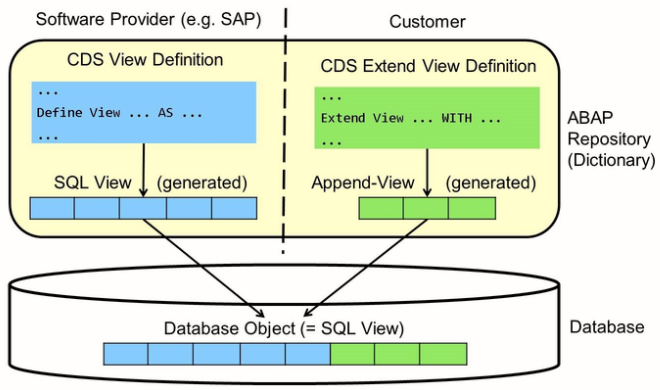 Software Provider (e.g. SAP)
Customer
CDS View Definition
...
Define View ... AS ...
...
SQL View (generated)
CDS Extend View Definition
...
Extend View ... WITH ...
...
Append-View (generated)
ABAP
Repository
(Dictionary)
Database Object (= SQL View)
Database